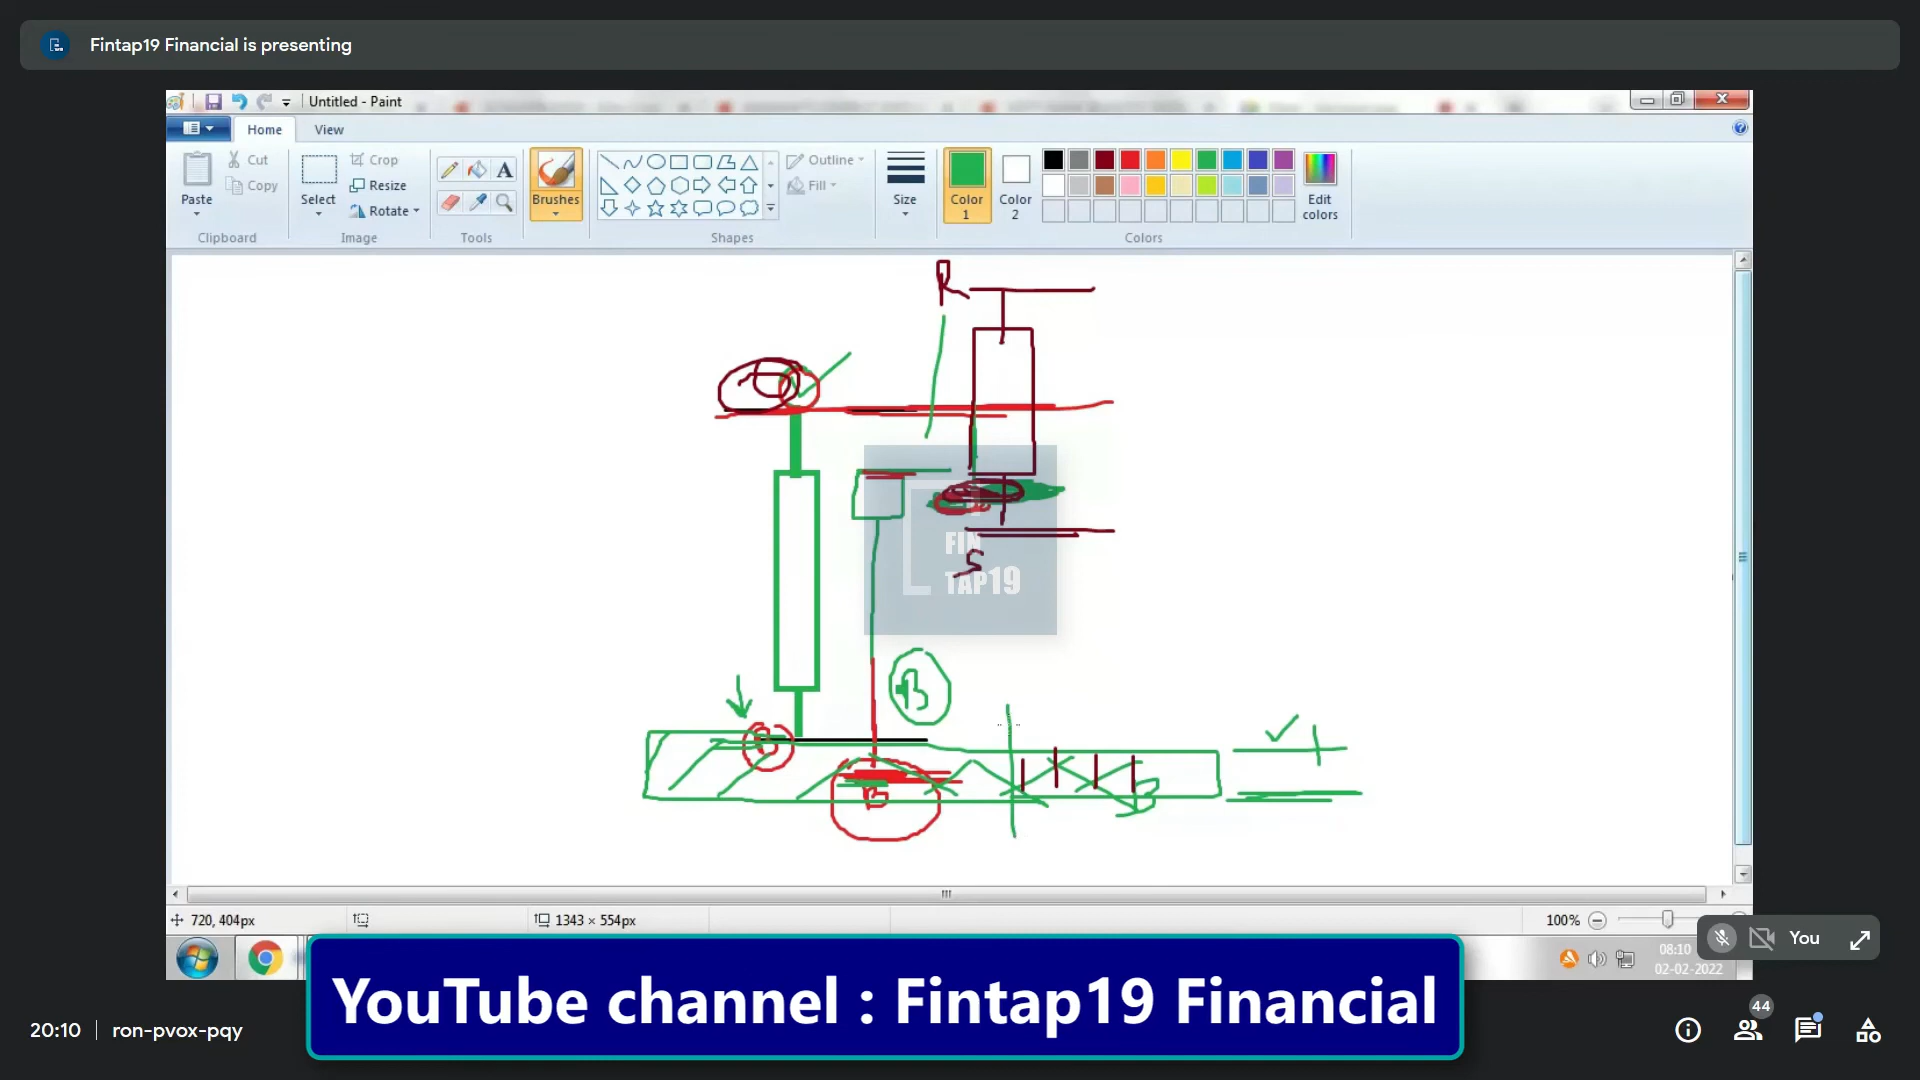 Fintap19 Financial is presenting
Untitled - Paint
Home
View
Paste
Cut
Copy
Clipboard
Select
Crop
Resize
Rotate
Image
A
Tools
Brushes
Outline
Fill
Shapes
Size
Color
1
Color
2
Edit
colors
Colors
R
FIN
S
TAP19
B
B
B
B
720, 404px
1343 × 554px
100%
You
08:10
02-02-2022
YouTube channel : Fintap19 Financial
20:10
ron-pvox-pqy
44